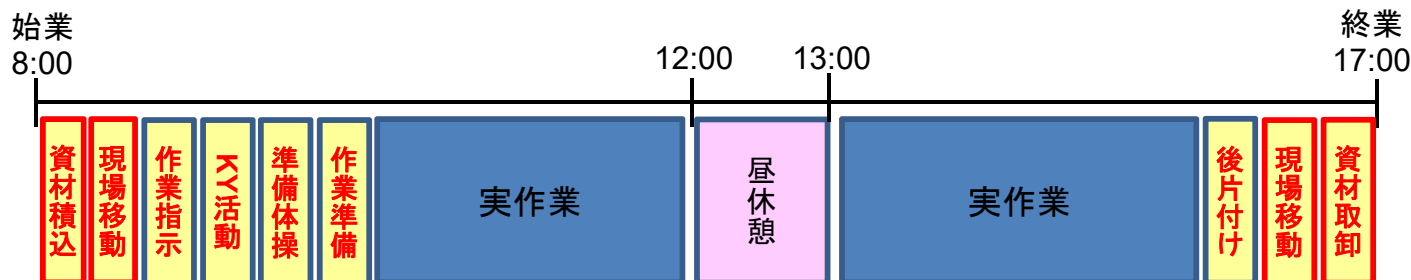 始業
8:00
12:00
13:00
終業
17:00
資材積込
現場移動
作業指示
KY活動
準備体操
作業準備
実作業
昼休憩
実作業
後片付け
現場移動
資材取卸